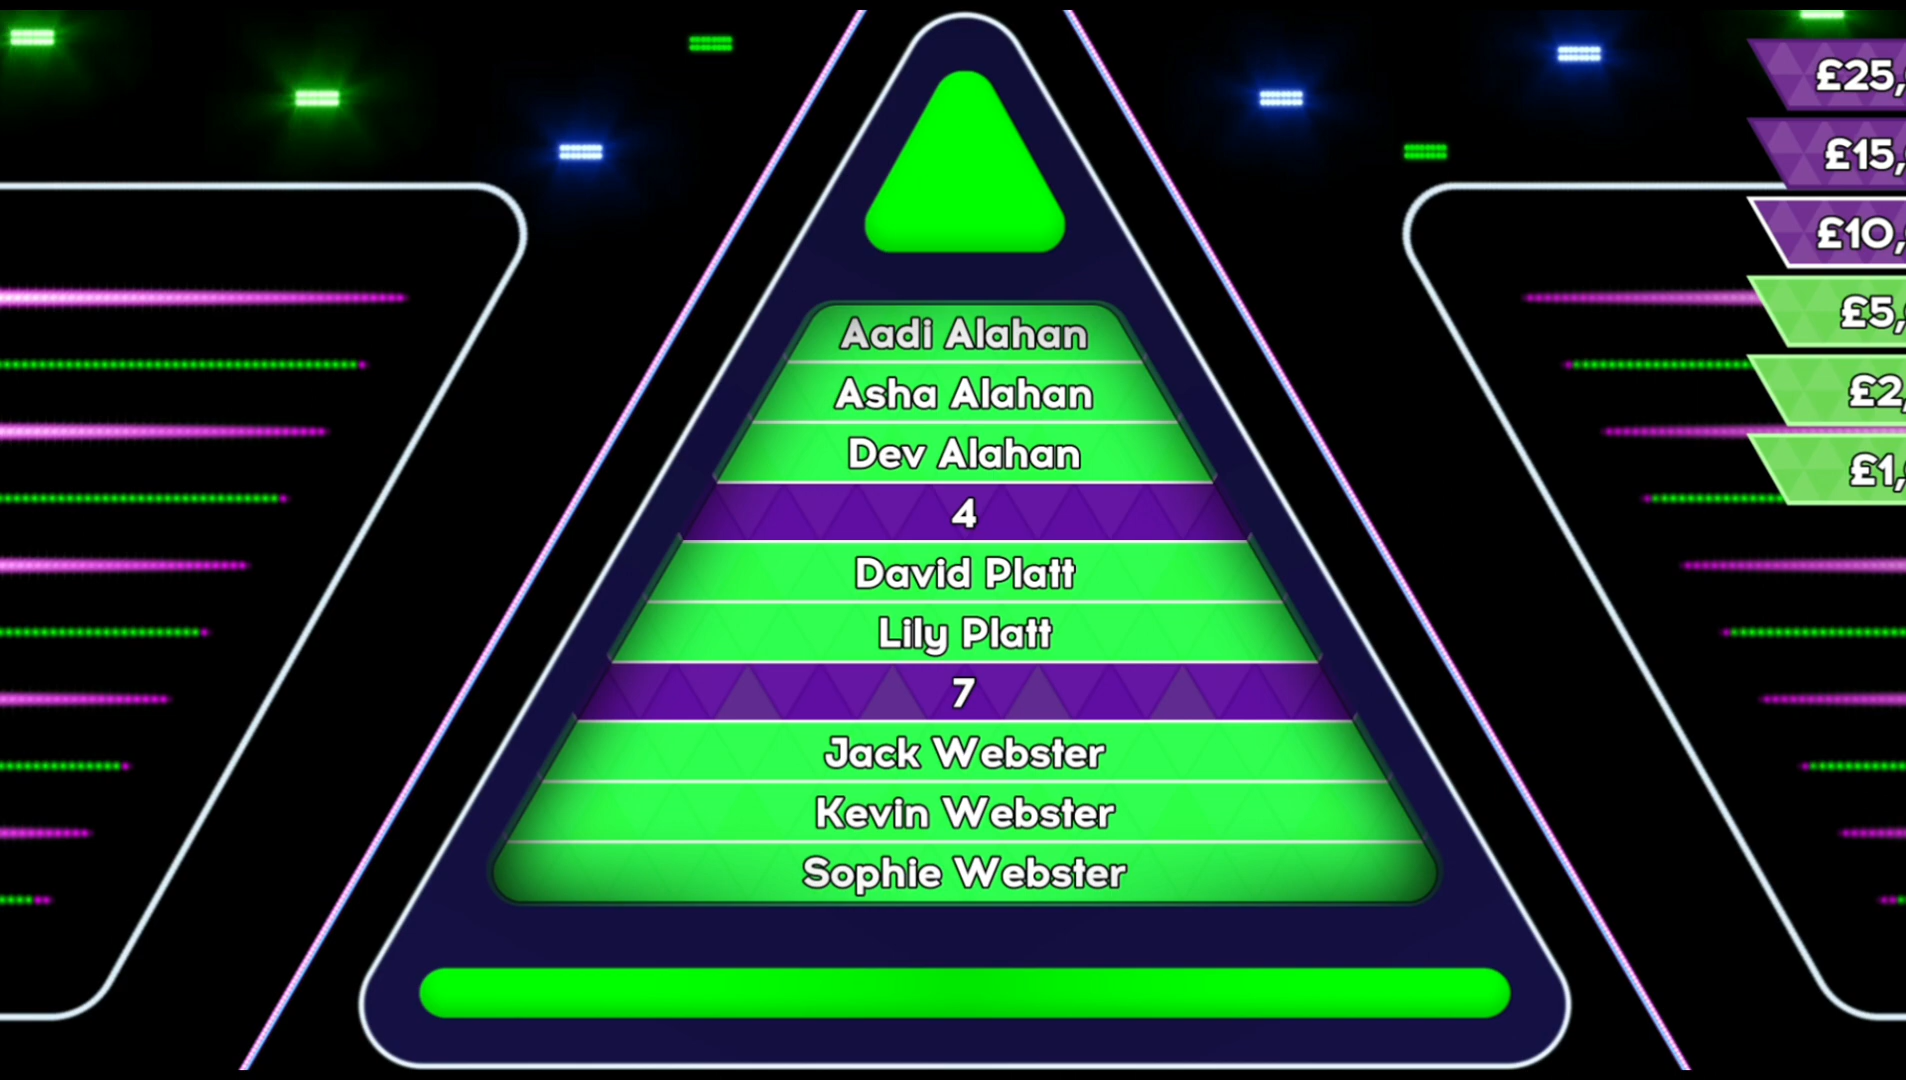 £25,
£15,
£10,
£5,
£2,
£1,
Aadi Alahan
Asha Alahan
Dev Alahan
4
David Platt
Lily Platt
7
Jack Webster
Kevin Webster
Sophie Webster